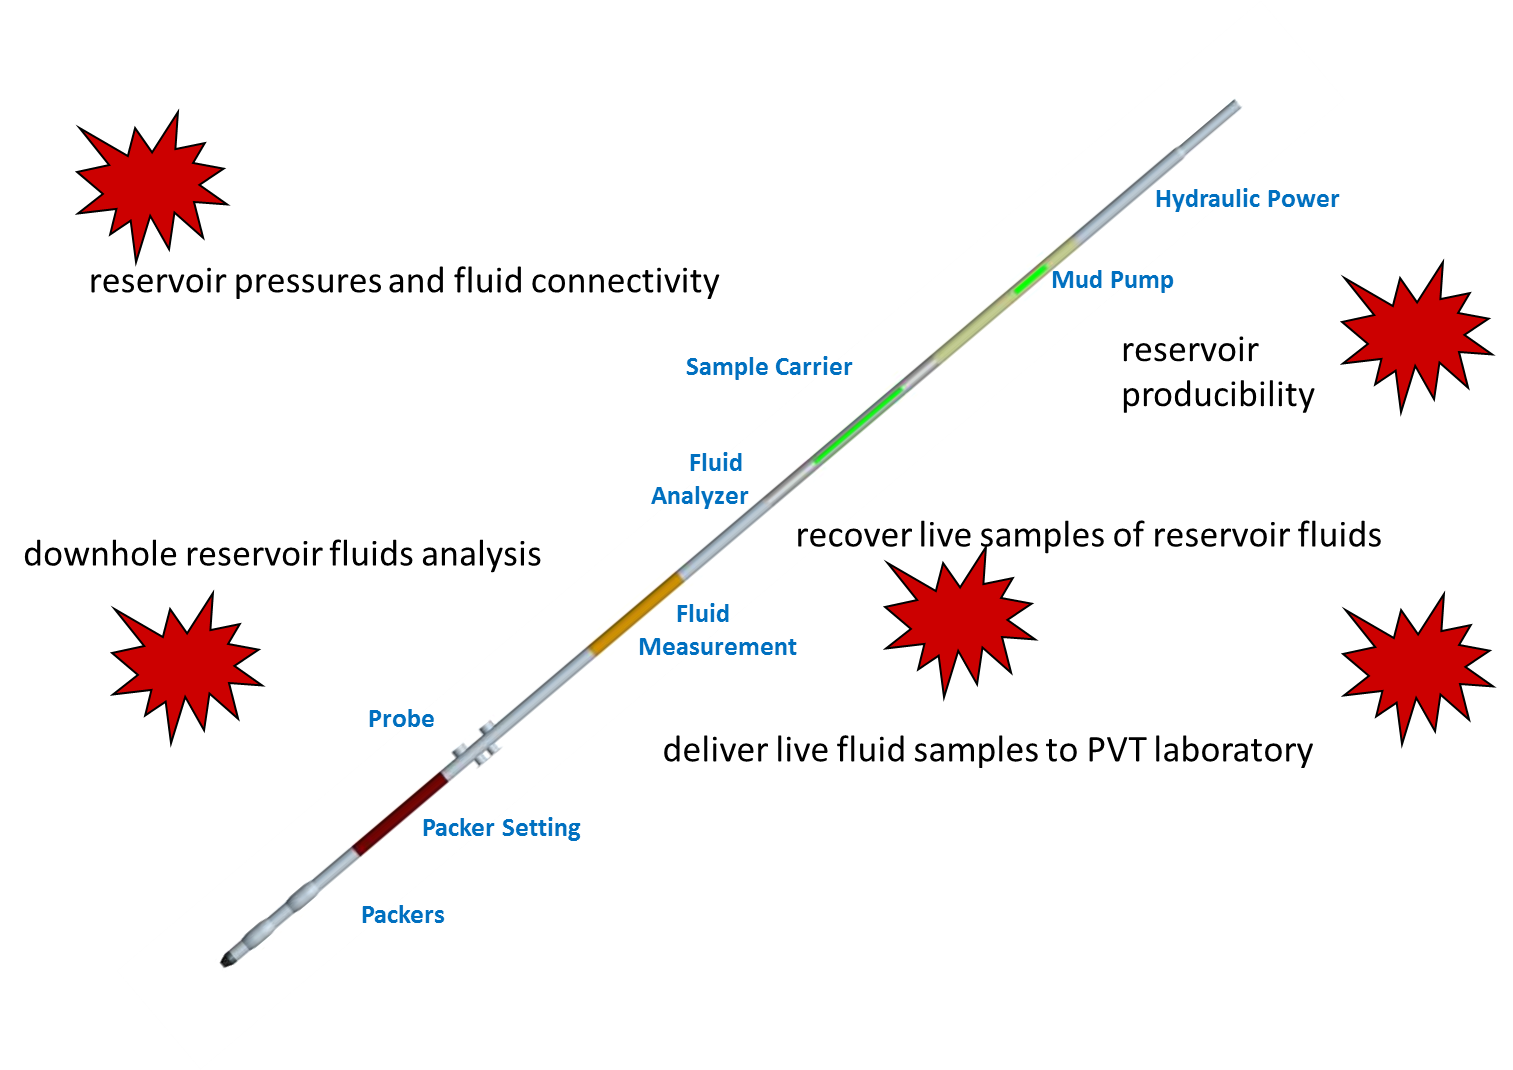 Hydraulic Power
reservoir pressures and fluid connectivity
Mud Pump
reservoir
producibility
Sample Carrier
Fluid
Analyzer
recover live samples of reservoir fluids
downhole reservoir fluids analysis
Fluid
Measurement
Probe
deliver live fluid samples to PVT laboratory
Packer Setting
Packers